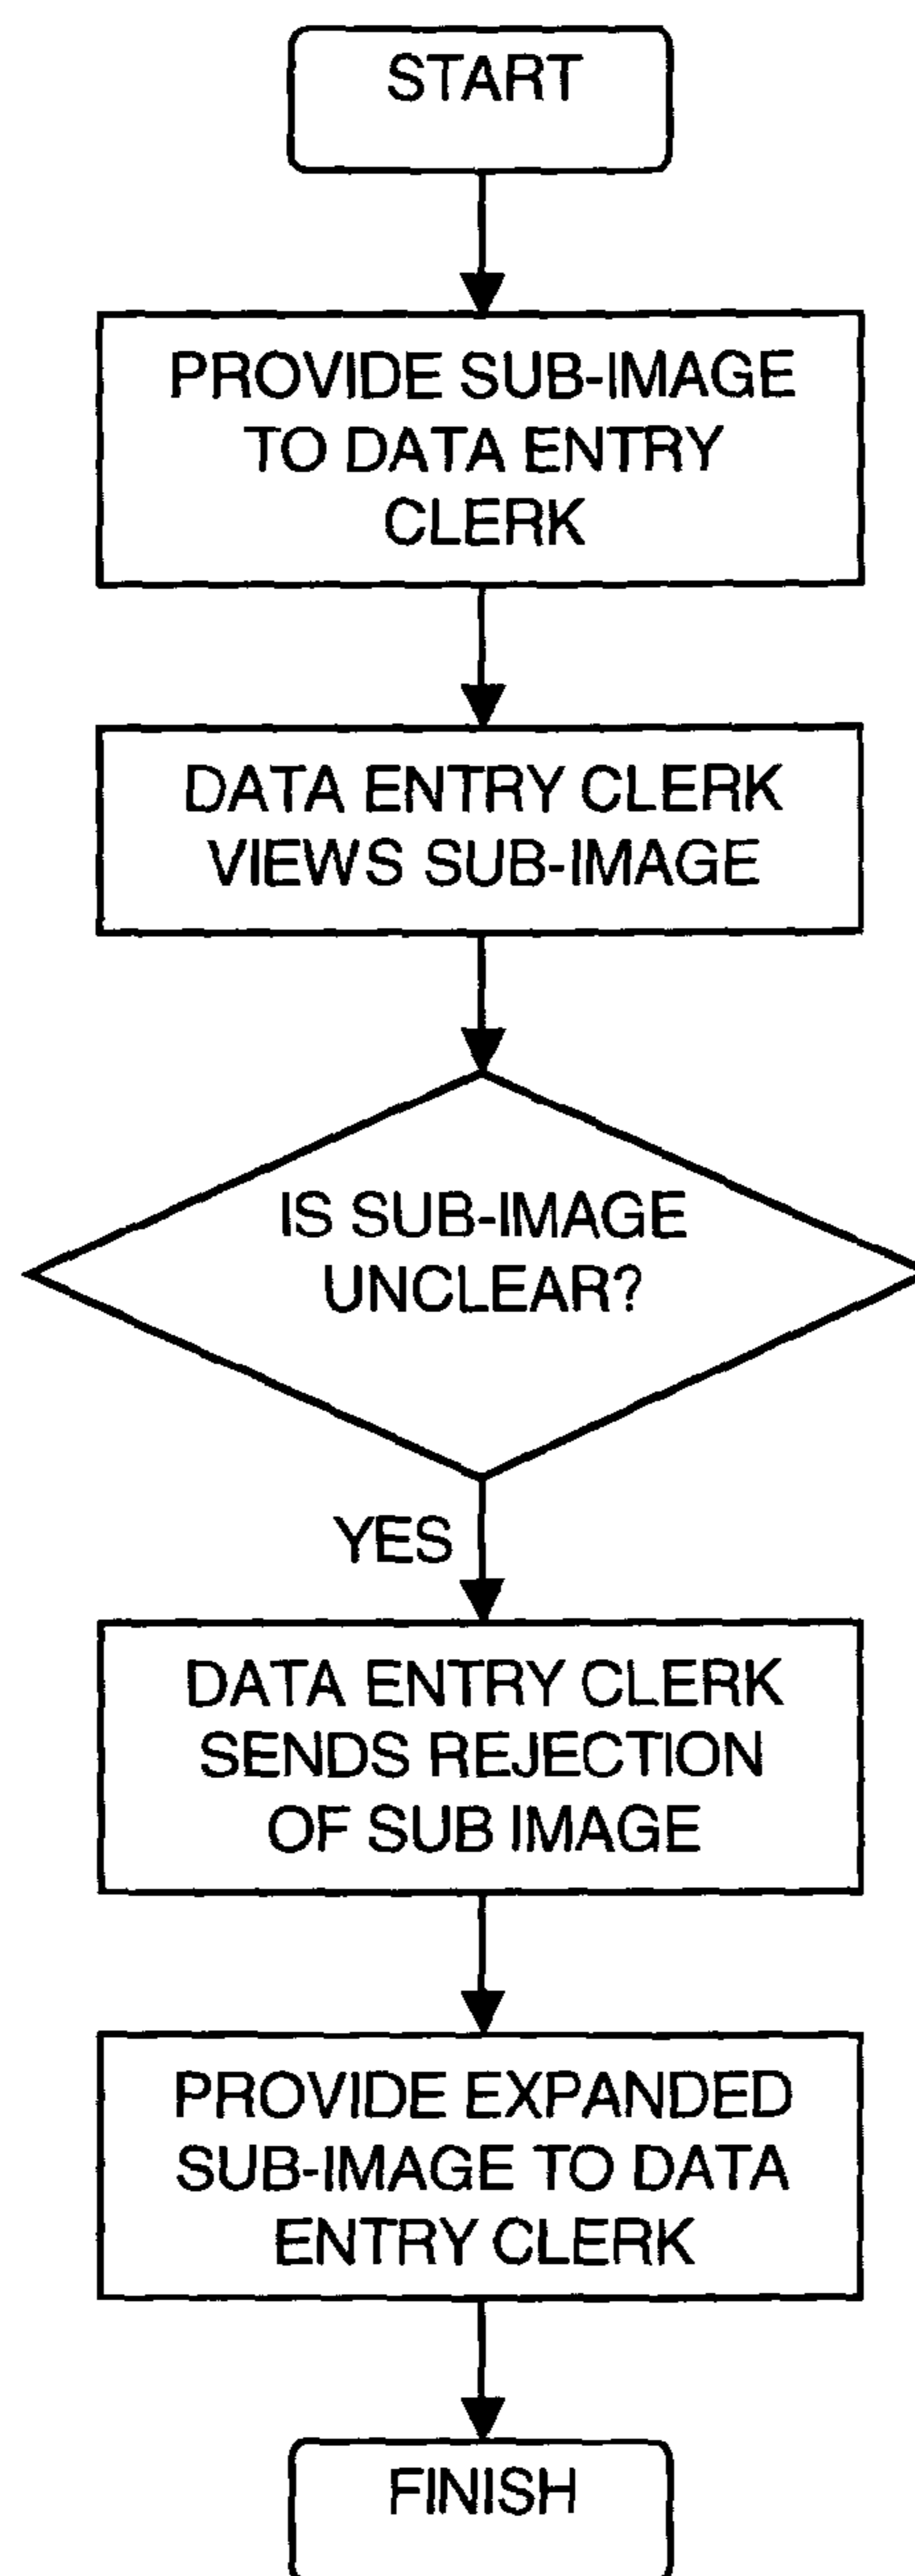 START
PROVIDE SUB-IMAGE
TO DATA ENTRY
CLERK
DATA ENTRY CLERK
VIEWS SUB-IMAGE
IS SUB-IMAGE
UNCLEAR?
YES
DATA ENTRY CLERK
SENDS REJECTION
OF SUB IMAGE
PROVIDE EXPANDED
SUB-IMAGE TO DATA
ENTRY CLERK
FINISH